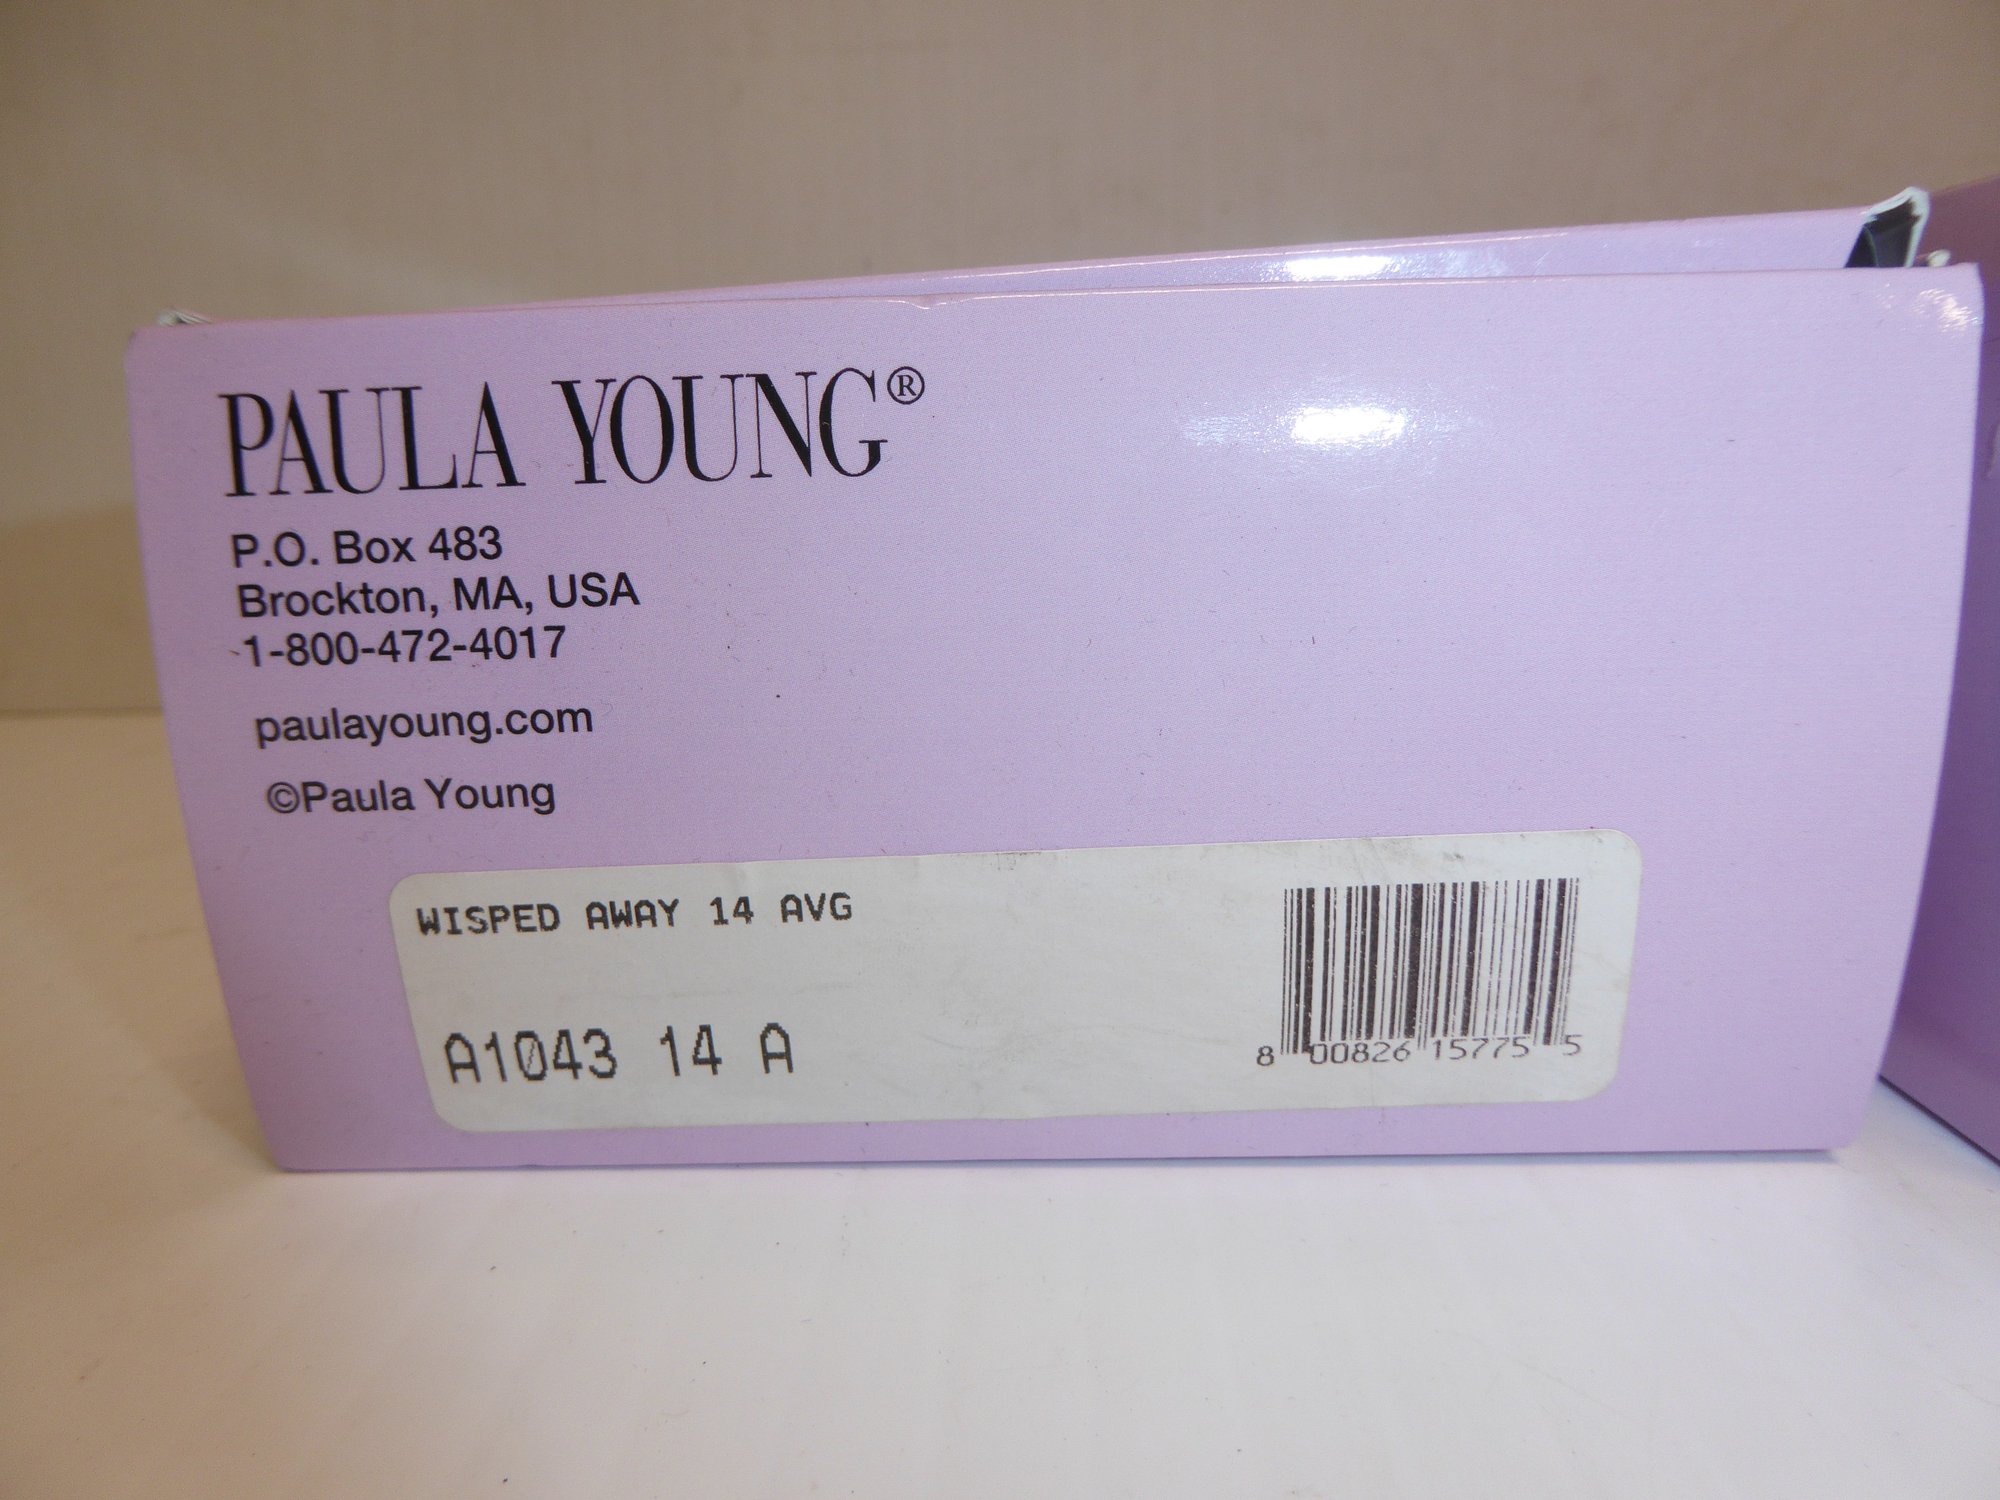 PAULA YOUNG®
P.O. Box 483
Brockton, MA, USA
1-800-472-4017
paulayoung.com
©Paula Young
WISPED AWAY 14 AVG
A1043 14 A
8 00826 15775 5